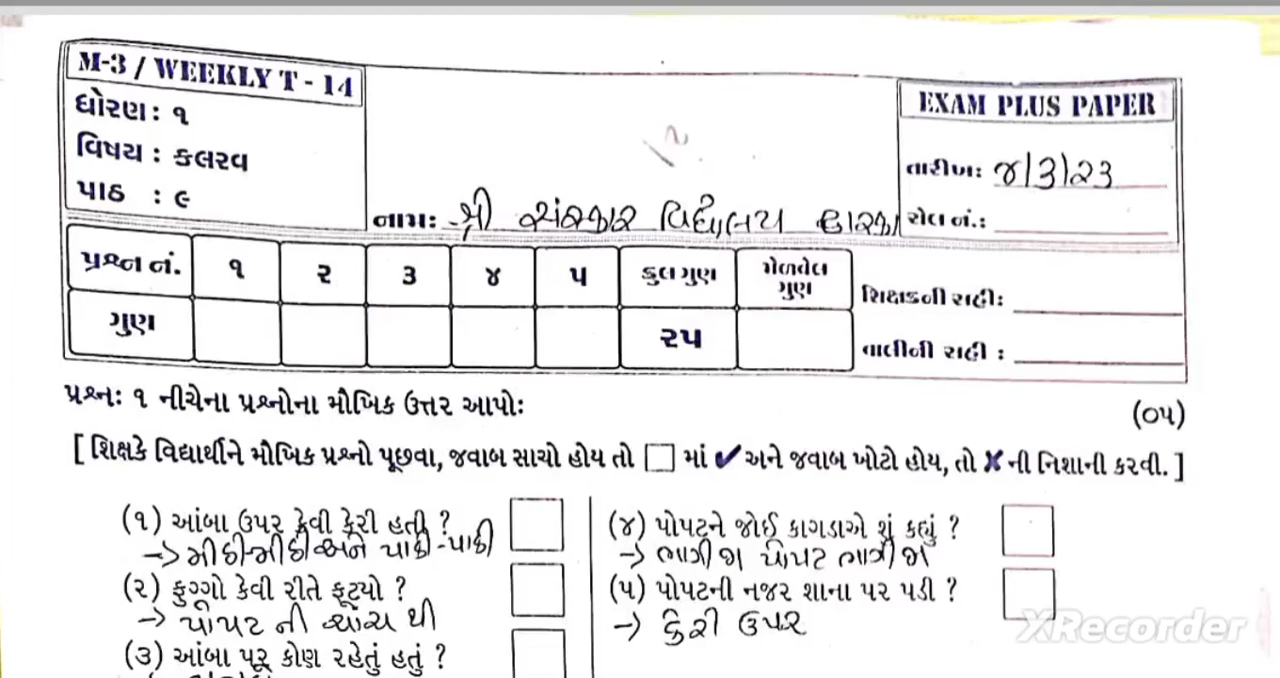 M-3 / WEEKLY T - 14
ધોરણ : ૧
વિષય : કલરવ
પાઠ : ૯
નામ: શ્રી સંસ્કાર વિદ્યાલય
EXAM PLUS PAPER
તારીખ: ૪/3/23
રોલ નં.:
પ્રશ્ન નં. ૧ ૨ ૩ ૪ ૫ કુલ ગુણ મેળવેલ ગુણ
ગુણ ૨૫
શિક્ષકની સહી:
વાલીની સહી :
પ્રશ્ન: ૧ નીચેના પ્રશ્નોના મૌખિક ઉત્તર આપો:
(૦૫)
[ શિક્ષકે વિદ્યાર્થીને મૌખિક પ્રશ્નો પૂછવા, જવાબ સાચો હોય તો □ માં ✔ અને જવાબ ખોટો હોય, તો ✗ ની નિશાની કરવી. ]
(૧) આંબા ઉપર કેવી કેરી હતી ?
→ મીઠી-મીઠી અને પાકી-પાકી
(૨) ફુગ્ગો કેવી રીતે ફૂટ્યો ?
→ પોપટ ની ચાંચ થી
(૩) આંબા પૂર કોણ રહેતું હતું ?
(૪) પોપટને જોઈ કાગડાએ શું કહ્યું ?
→ ભાગીજા પોપટ ભાગીજા
(૫) પોપટની નજર શાના પર પડી ?
→ કેરી ઉપર
XRecorder